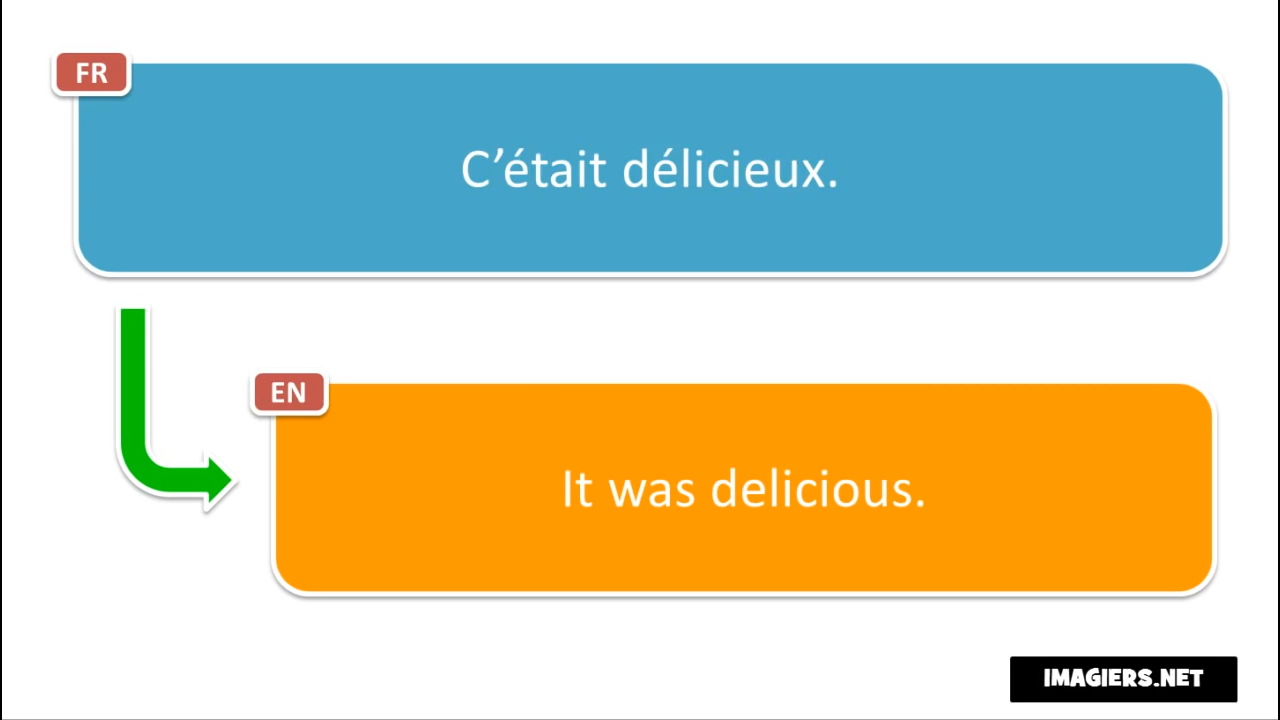 FR
C’était délicieux.
EN
It was delicious.
IMAGIERS.NET